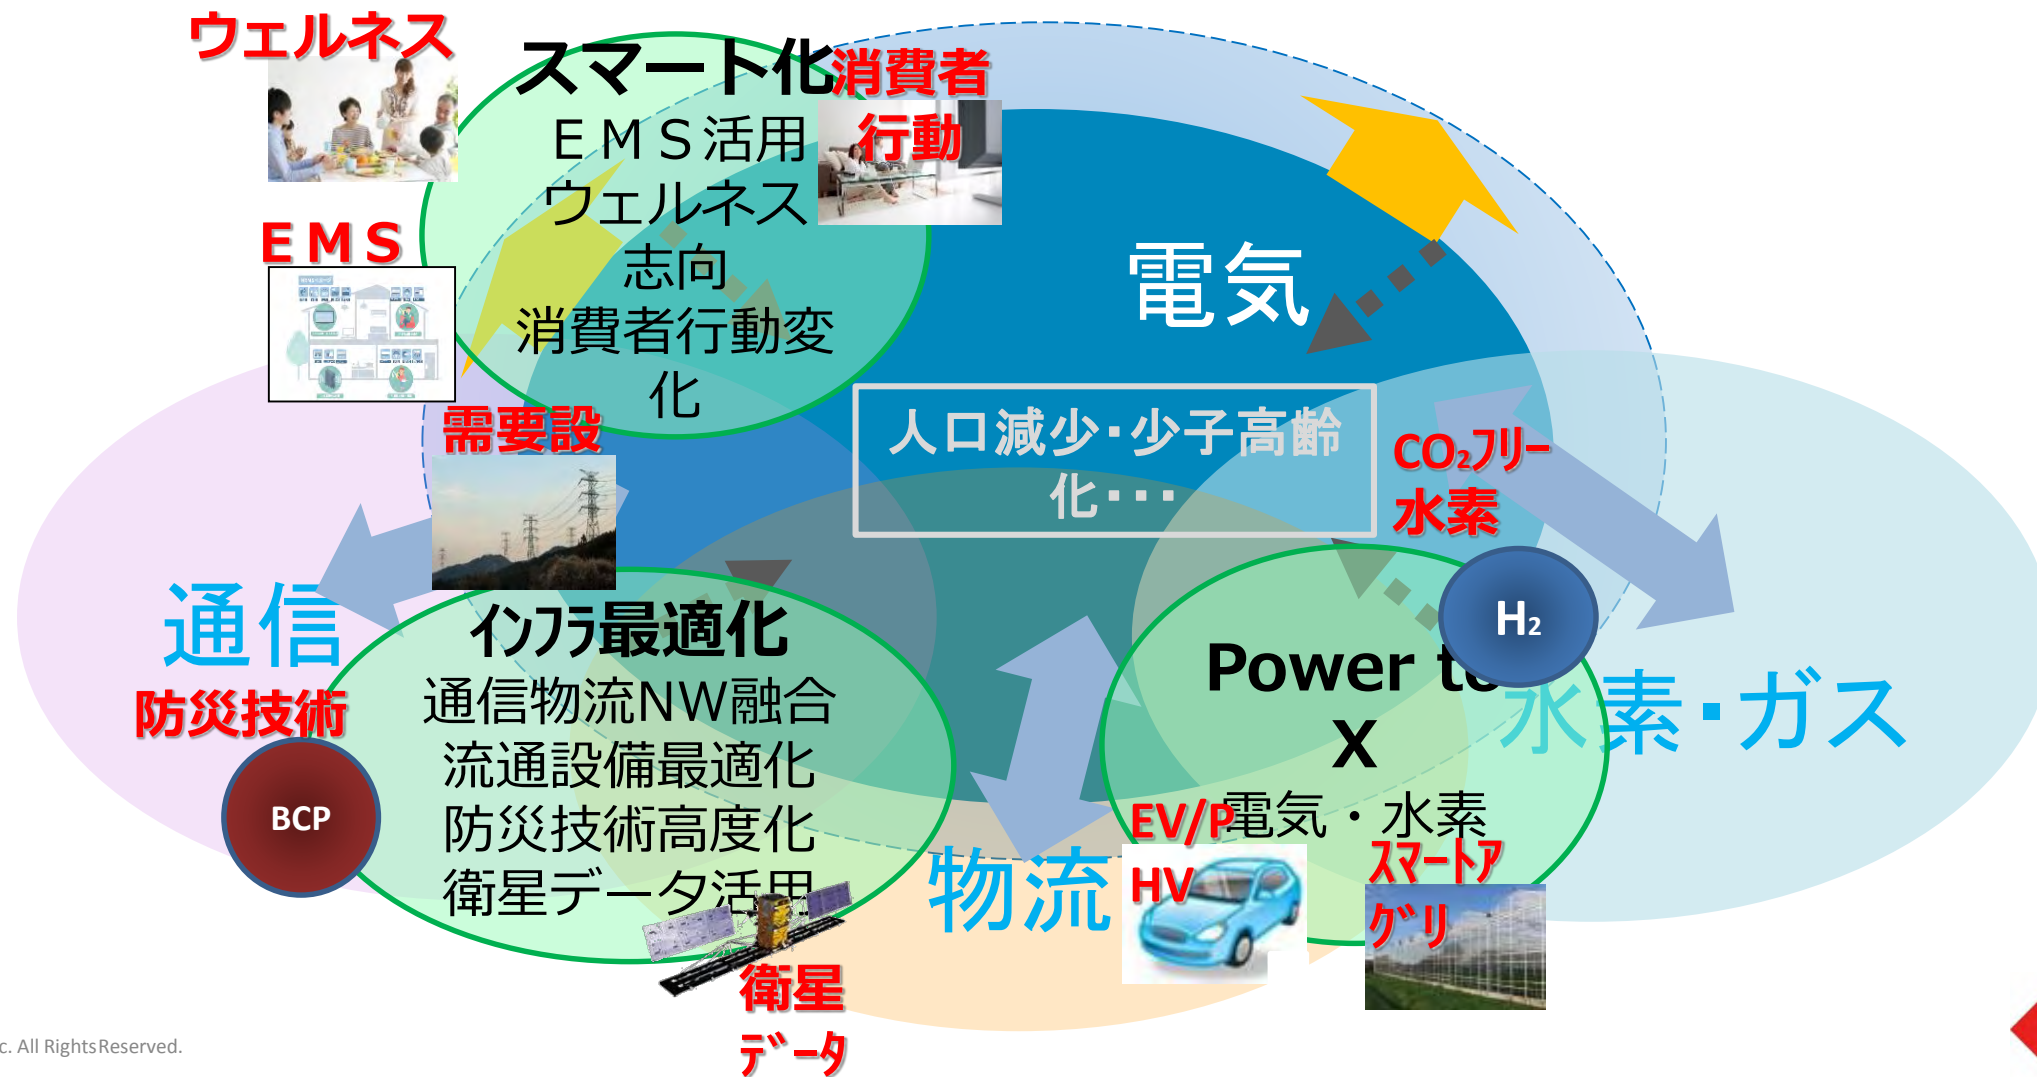 ウェルネス
スマート化
消費者
行動
ＥＭＳ活用
ウェルネス
志向
消費者行動変
化
ＥＭＳ
電気
需要設
人口減少・少子高齢
化・・・
CO₂ﾌﾘｰ
水素
H₂
通信
防災技術
BCP
ｲﾝﾌﾗ最適化
通信物流NW融合
流通設備最適化
防災技術高度化
衛星データ活用
衛星
ﾃﾞｰﾀ
Power to
X
電気・水素
水素・ガス
物流
EV/P
HV
ｽﾏｰﾄｱ
ｸﾞﾘ
c. All RightsReserved.